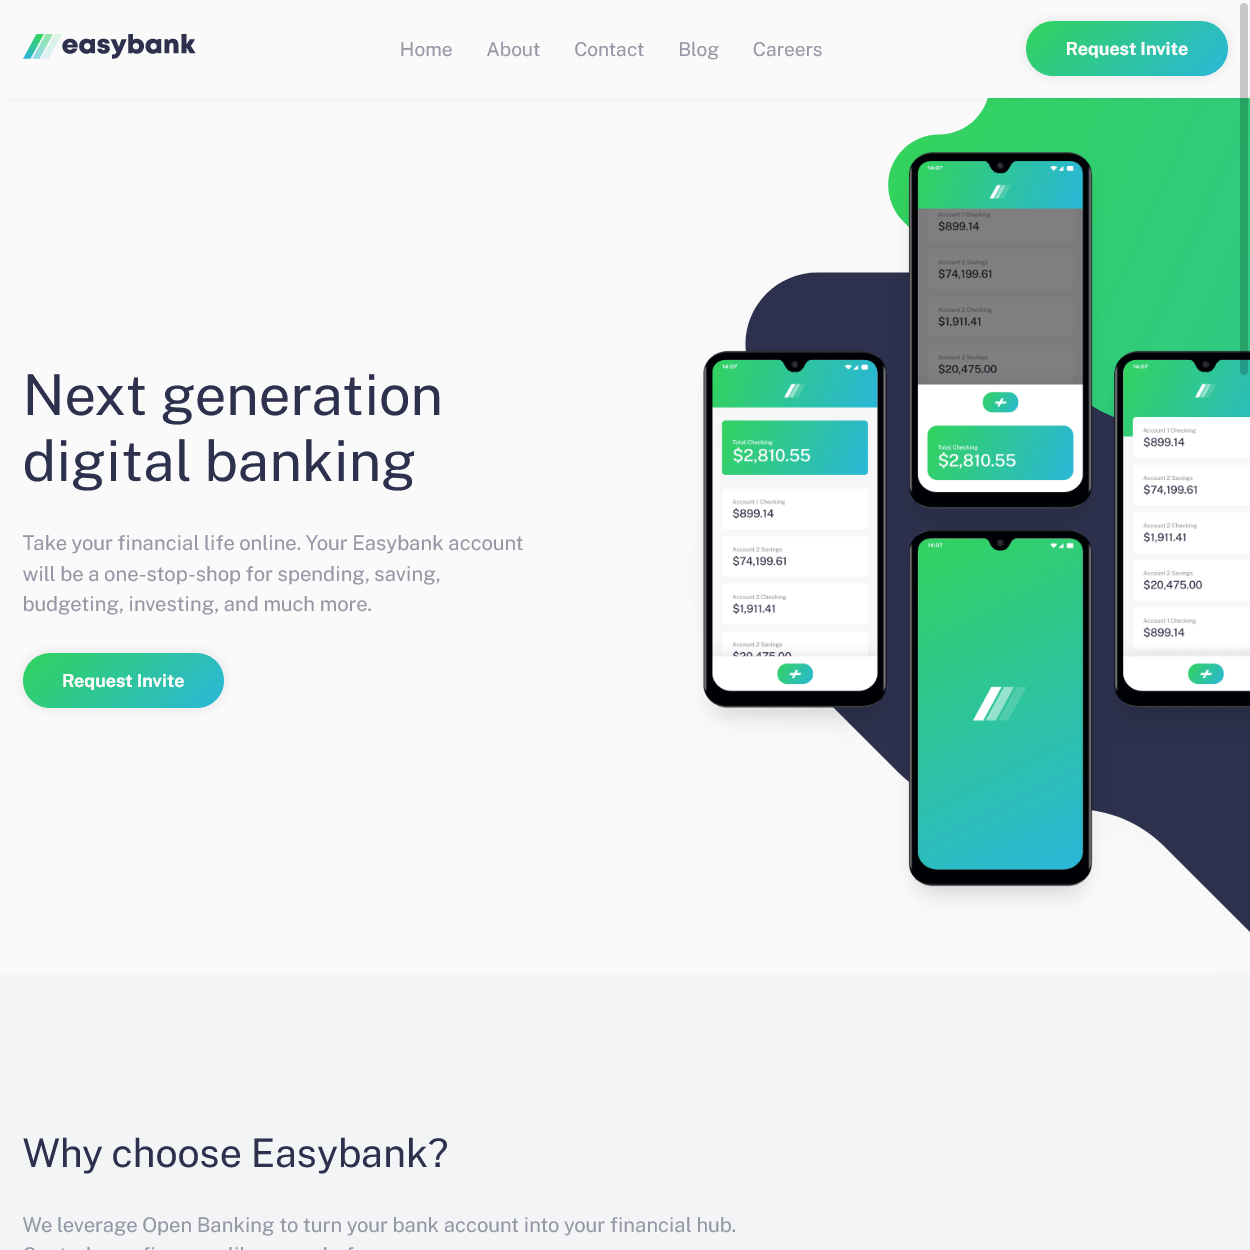 easybank
Home
About
Contact
Blog
Careers
Request Invite
Next generation
digital banking
Take your financial life online. Your Easybank account
will be a one-stop-shop for spending, saving,
budgeting, investing, and much more.
Request Invite
14:07
Total Checking
$2,810.55
Account 1 Checking
$899.14
Account 2 Savings
$74,199.61
Account 2 Checking
$1,911.41
Account 2 Savings
$20,475.00
14:07
Account 1 Checking
$899.14
Account 2 Savings
$74,199.61
Account 2 Checking
$1,911.41
Account 2 Savings
$20,475.00
Total Checking
$2,810.55
14:07
14:07
Account 1 Checking
$899.14
Account 2 Savings
$74,199.61
Account 2 Checking
$1,911.41
Account 2 Savings
$20,475.00
Account 1 Checking
$899.14
Why choose Easybank?
We leverage Open Banking to turn your bank account into your financial hub.